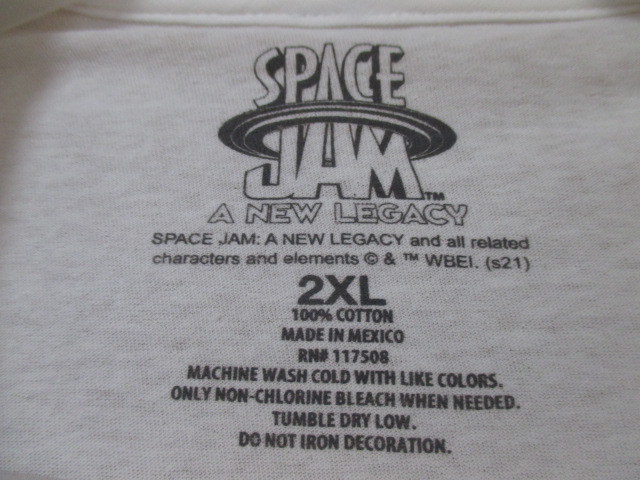 SPACE
JAM™
A NEW LEGACY
SPACE JAM: A NEW LEGACY and all related
characters and elements © & ™ WBEI. (s21)
2XL
100% COTTON
MADE IN MEXICO
RN# 117508
MACHINE WASH COLD WITH LIKE COLORS.
ONLY NON-CHLORINE BLEACH WHEN NEEDED.
TUMBLE DRY LOW.
DO NOT IRON DECORATION.